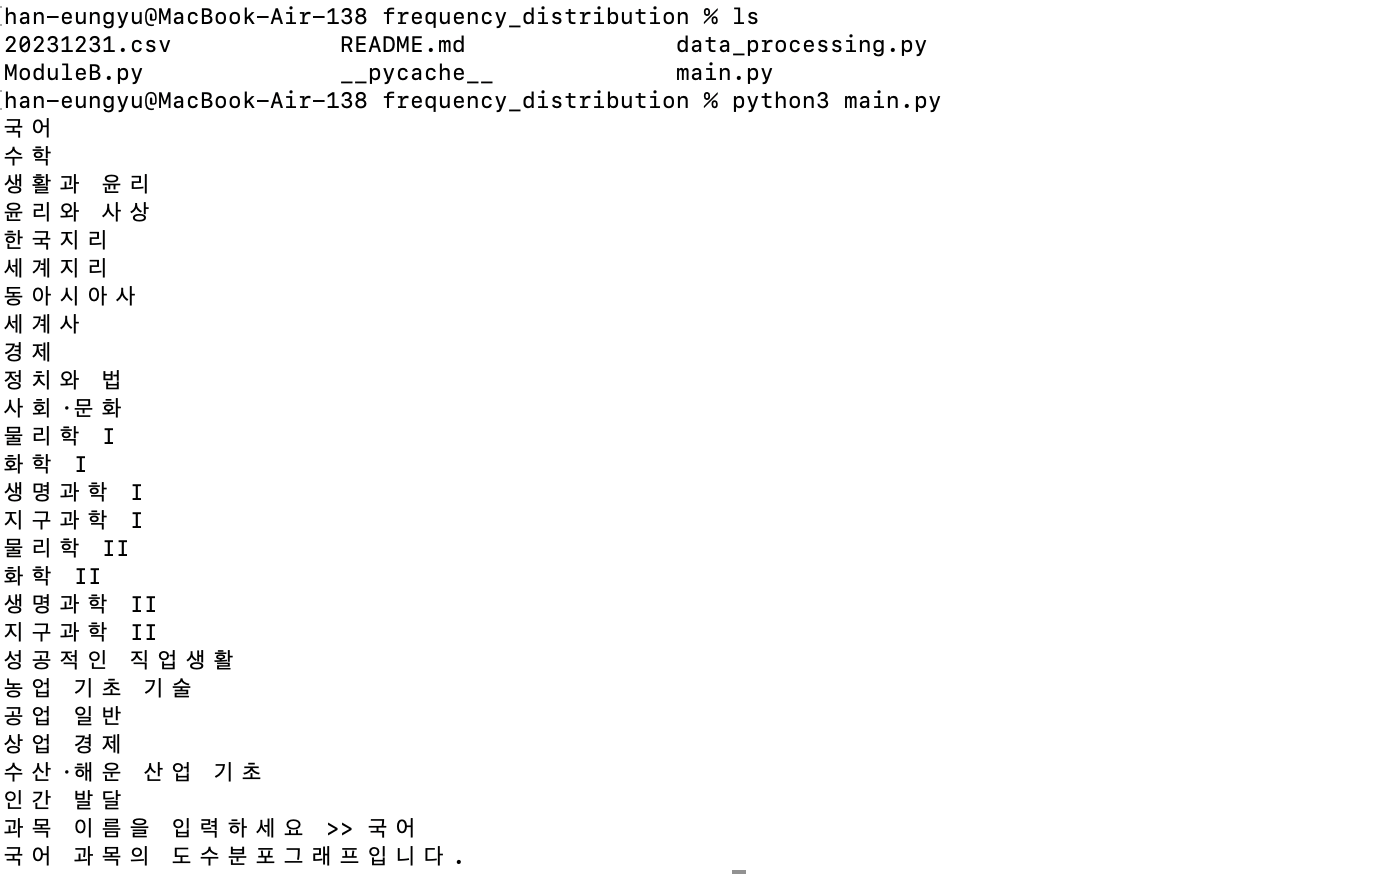 han-eungyu@MacBook-Air-138 frequency_distribution % ls
20231231.csv README.md data_processing.py
ModuleB.py __pycache__ main.py
han-eungyu@MacBook-Air-138 frequency_distribution % python3 main.py
국어
수학
생활과 윤리
윤리와 사상
한국지리
세계지리
동아시아사
세계사
경제
정치와 법
사회·문화
물리학 I
화학 I
생명과학 I
지구과학 I
물리학 II
화학 II
생명과학 II
지구과학 II
성공적인 직업생활
농업 기초 기술
공업 일반
상업 경제
수산·해운 산업 기초
인간 발달
과목 이름을 입력하세요 >> 국어
국어 과목의 도수분포그래프입니다.